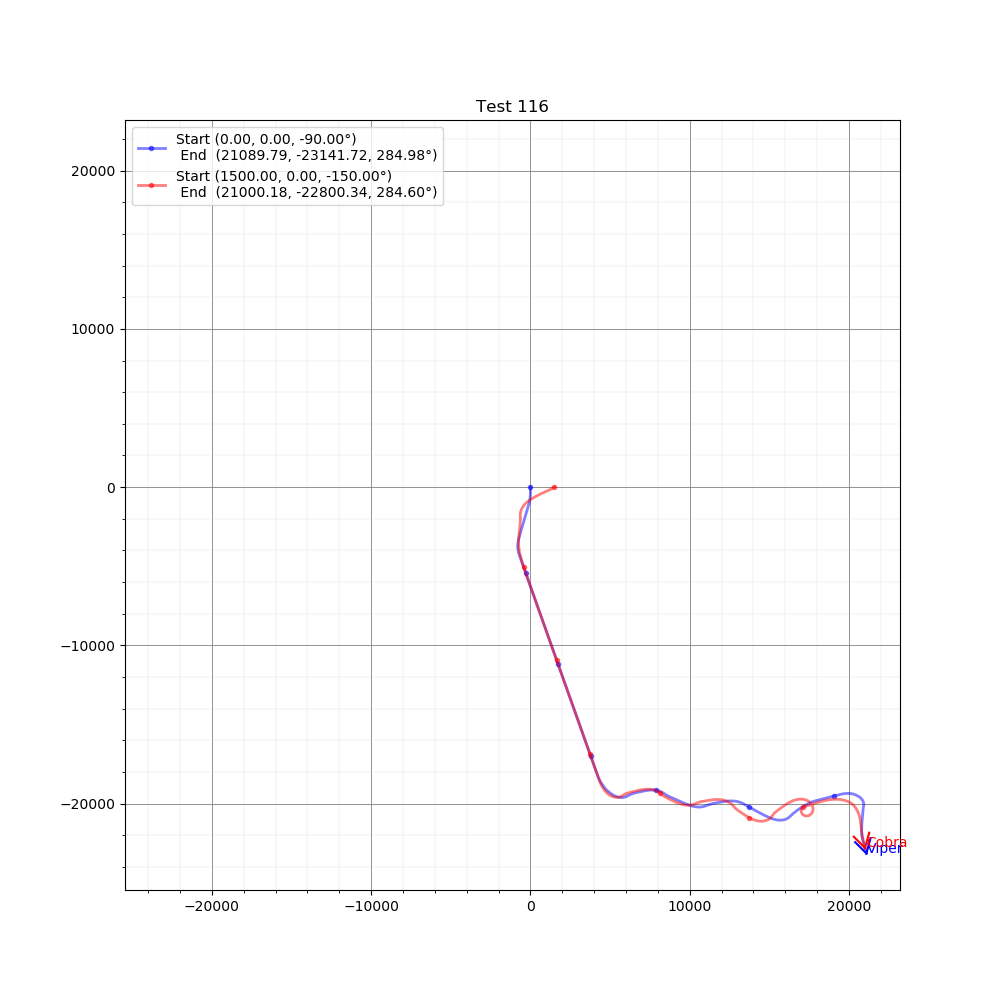 Test 116
Start (0.00, 0.00, -90.00°)
End  (21089.79, -23141.72, 284.98°)
Start (1500.00, 0.00, -150.00°)
End  (21000.18, -22800.34, 284.60°)
20000
10000
0
−10000
−20000
Cobra
Viper
−20000
−10000
0
10000
20000